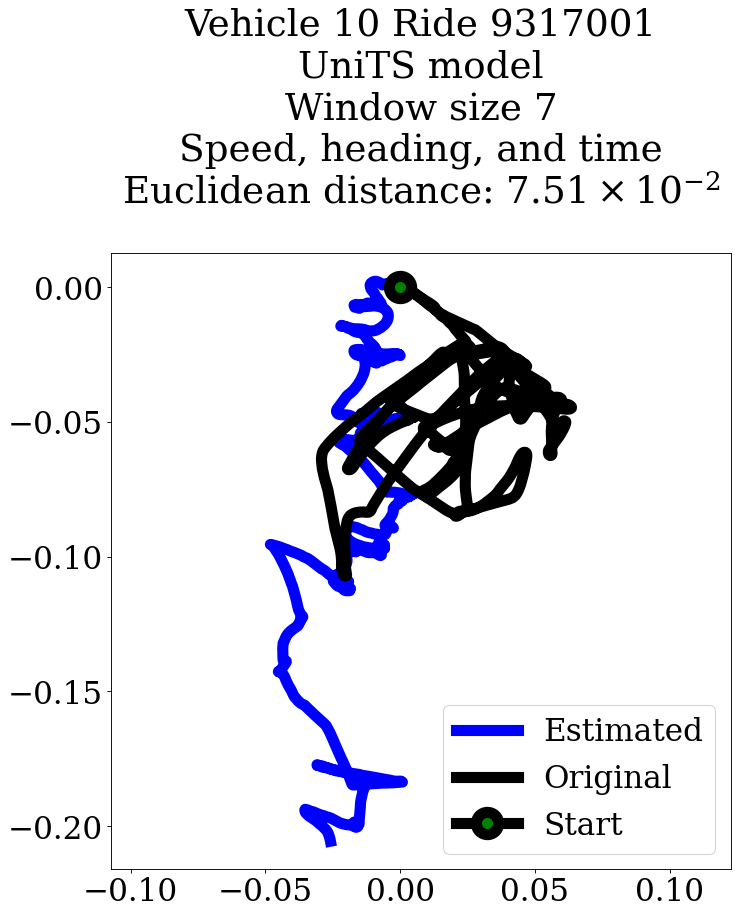 Vehicle 10 Ride 9317001
UniTS model
Window size 7
Speed, heading, and time
Euclidean distance: 7.51 × 10⁻²
0.00
−0.05
−0.10
−0.15
−0.20
Estimated
Original
Start
−0.10 −0.05 0.00 0.05 0.10